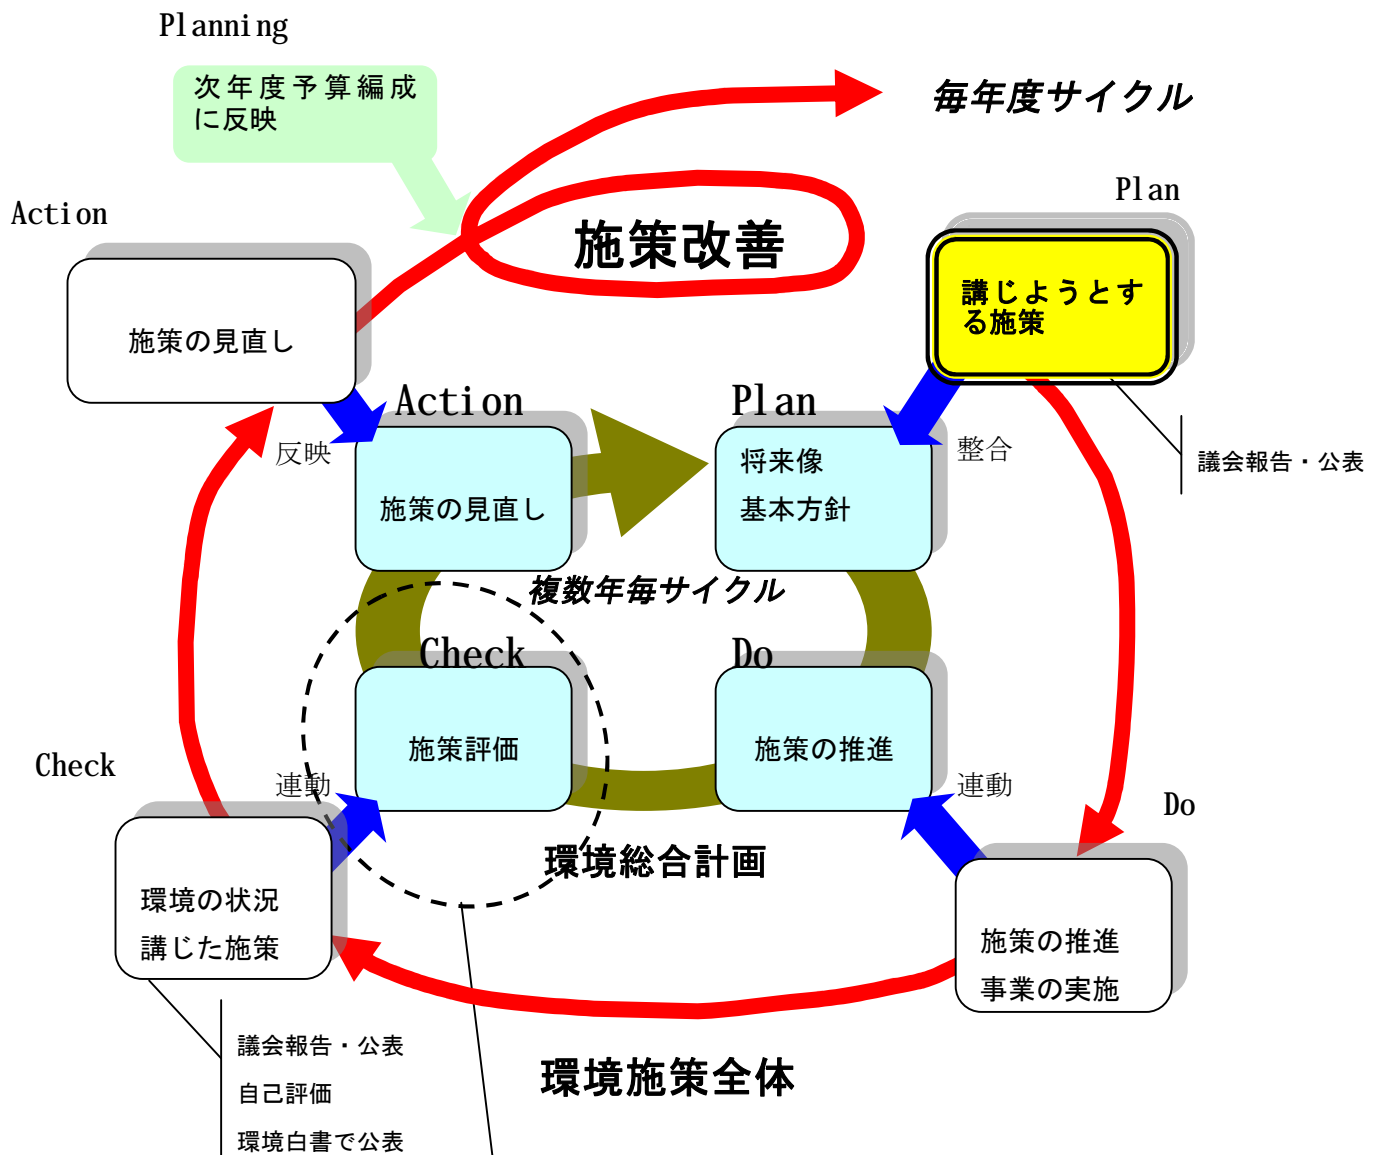 Planning
次年度予算編成
に反映
毎年度サイクル
Plan
Action
施策改善
講じようとす
る施策
施策の見直し
Action
Plan
反映
将来像
基本方針
整合
議会報告・公表
施策の見直し
複数年毎サイクル
Check
Do
施策評価
施策の推進
Check
連動
連動
Do
環境総合計画
環境の状況
講じた施策
施策の推進
事業の実施
議会報告・公表
自己評価
環境白書で公表
環境施策全体